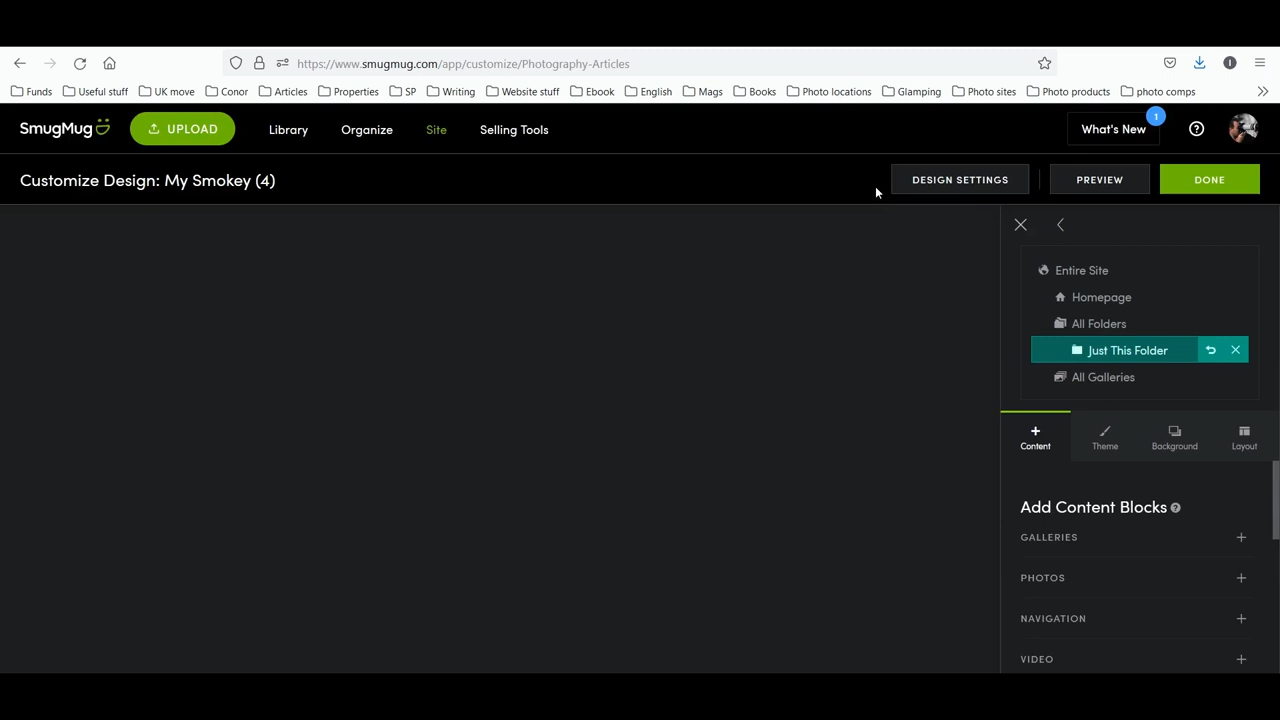 https://www.smugmug.com/app/customize/Photography-Articles
Funds Useful stuff UK move Conor Articles Properties SP Writing Website stuff Ebook English Mags Books Photo locations Glamping Photo sites Photo products photo comps
SmugMug UPLOAD Library Organize Site Selling Tools What's New 1
Customize Design: My Smokey (4) DESIGN SETTINGS PREVIEW DONE
Entire Site
Homepage
All Folders
Just This Folder
All Galleries
Content Theme Background Layout
Add Content Blocks
GALLERIES
PHOTOS
NAVIGATION
VIDEO